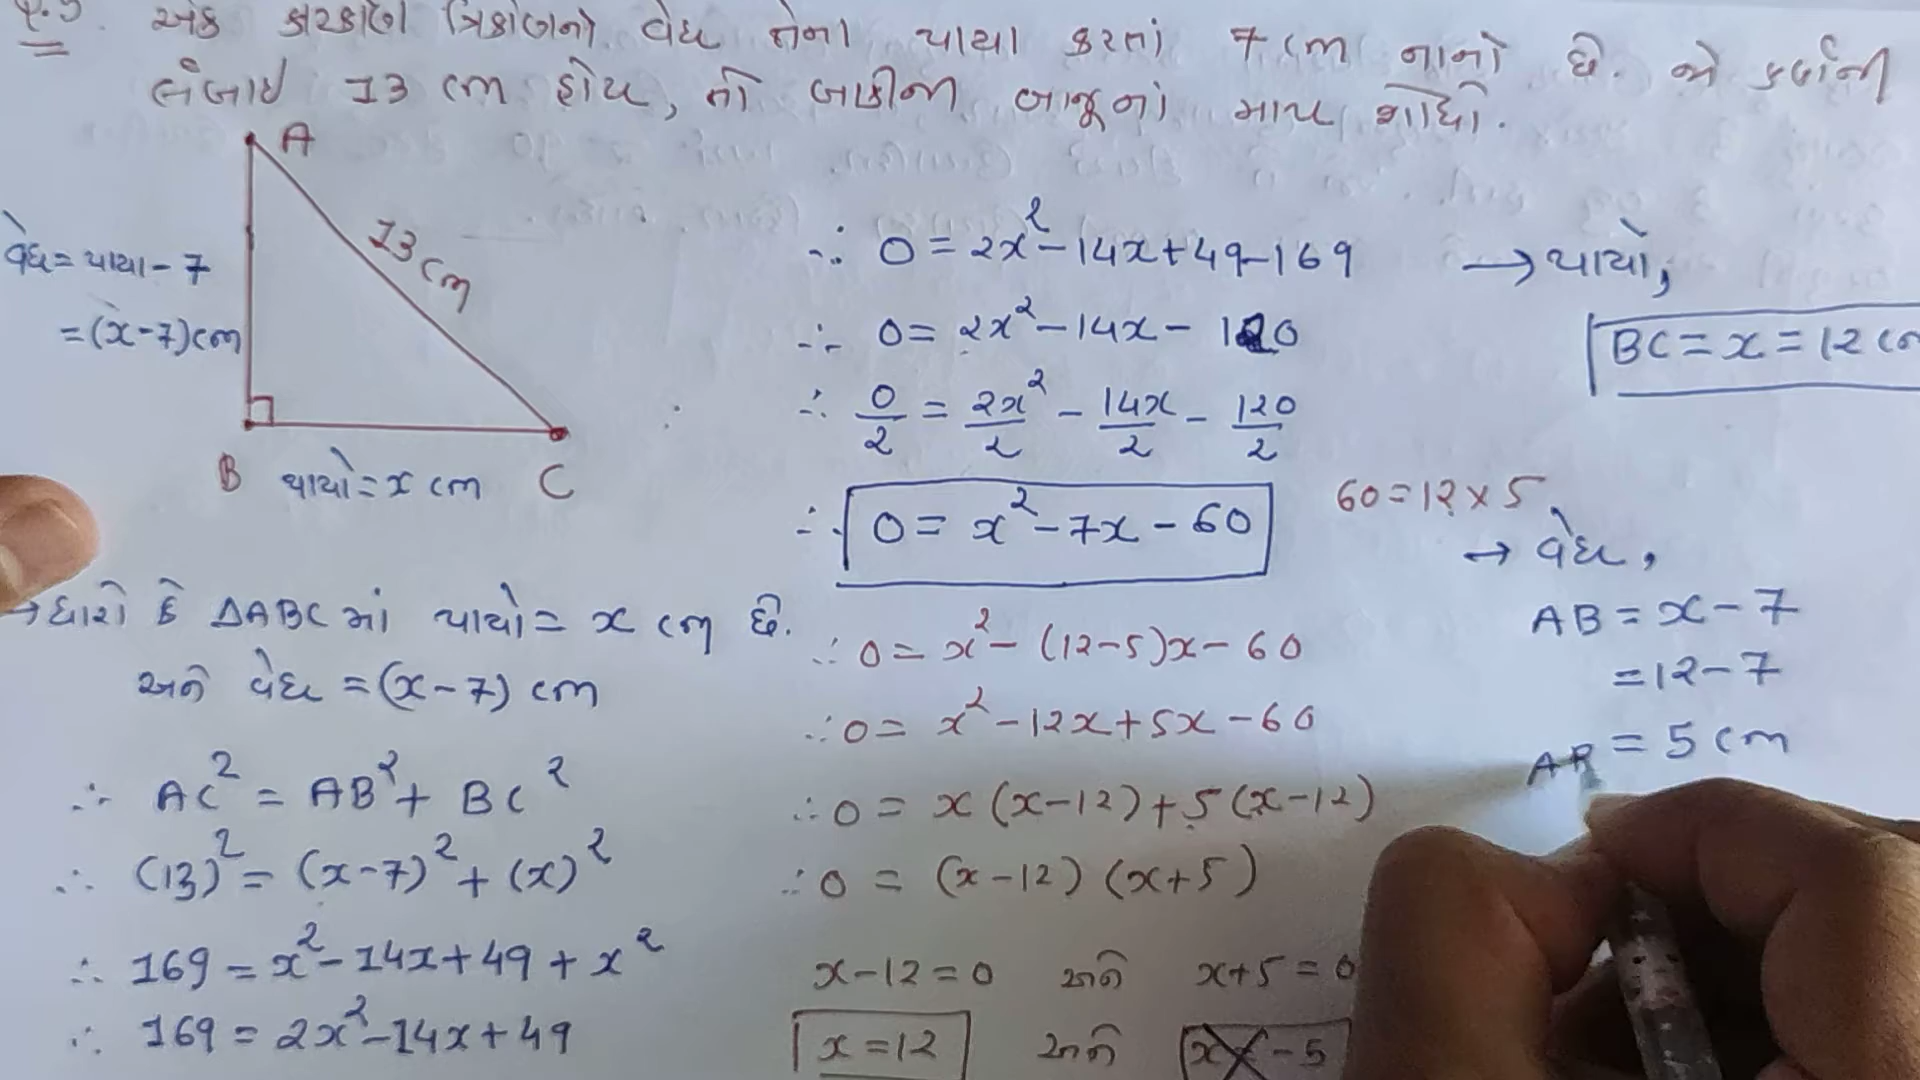 એક કાટકોણ ત્રિકોણનો વેધ તેના પાયા કરતાં 7 cm નાનો છે. જો કર્ણની
લંબાઈ 13 cm હોય, તો બાકીની બાજૂનાં માપ શોધો.
A
13 cm
વેધ = પાયા - 7
= (x-7) cm
B પાયો = x cm C
→ ધારો કે ΔABC માં પાયો = x cm છે.
અને વેધ = (x-7) cm
∴ AC² = AB² + BC²
∴ (13)² = (x-7)² + (x)²
∴ 169 = x² - 14x + 49 + x²
∴ 169 = 2x² - 14x + 49
∴ 0 = 2x² - 14x + 49 - 169
∴ 0 = 2x² - 14x - 120
∴ 0/2 = 2x²/2 - 14x/2 - 120/2
∴ 0 = x² - 7x - 60
60 = 12 x 5
∴ 0 = x² - (12-5)x - 60
∴ 0 = x² - 12x + 5x - 60
∴ 0 = x (x-12) + 5 (x-12)
∴ 0 = (x-12) (x+5)
x-12 = 0 અને x+5 = 0
x = 12 અને x = -5
→ પાયો,
BC = x = 12 cm
→ વેધ,
AB = x - 7
= 12 - 7
AB = 5 cm